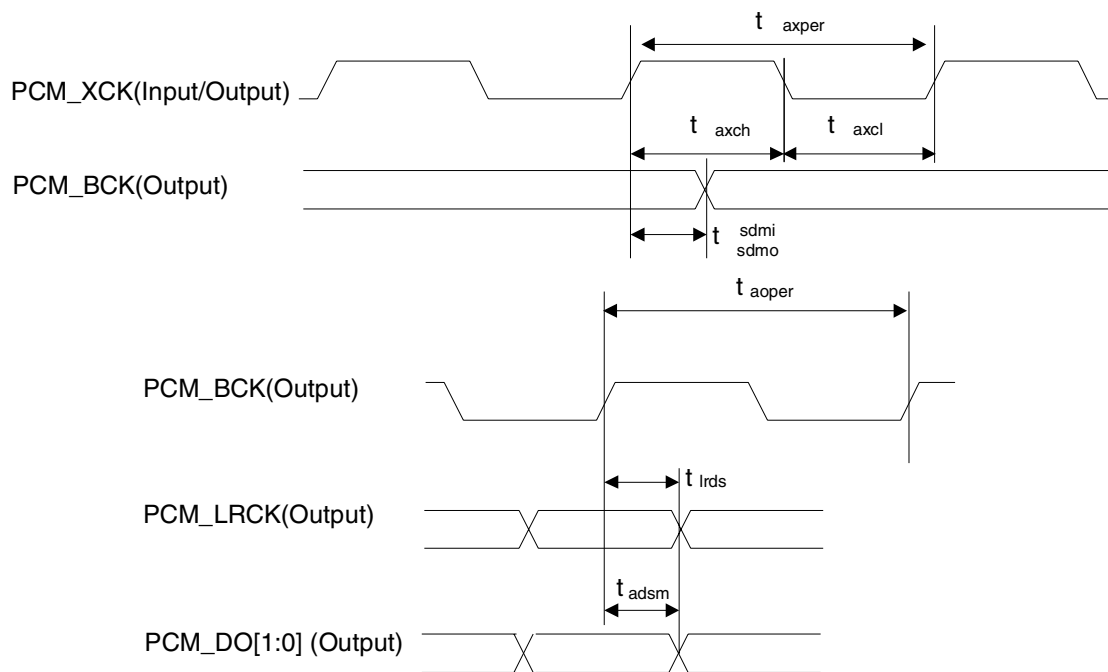 t axper
PCM_XCK(Input/Output)
t axch
t axcl
PCM_BCK(Output)
t sdmi
sdmo
t aoper
PCM_BCK(Output)
t lrds
PCM_LRCK(Output)
t adsm
PCM_DO[1:0] (Output)